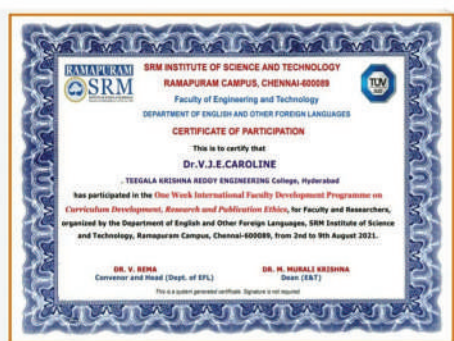 RAMAPURAM
SRM
SRM INSTITUTE OF SCIENCE AND TECHNOLOGY
RAMAPURAM CAMPUS, CHENNAI-600089
Faculty of Engineering and Technology
DEPARTMENT OF ENGLISH AND OTHER FOREIGN LANGUAGES
TÜV
CERTIFICATE OF PARTICIPATION
This is to certify that
Dr.V.J.E.CAROLINE
, TEEGALA KRISHNA REDDY ENGINEERING College, Hyderabad
has participated in the One Week International Faculty Development Programme on
Curriculum Development, Research and Publication Ethics, for Faculty and Researchers,
organized by the Department of English and Other Foreign Languages, SRM Institute of Science
and Technology, Ramapuram Campus, Chennai-600089, from 2nd to 9th August 2021.
DR. V. REMA
Convenor and Head (Dept. of EFL)
DR. M. MURALI KRISHNA
Dean (E&T)
This is a system generated certificate. Signature is not required